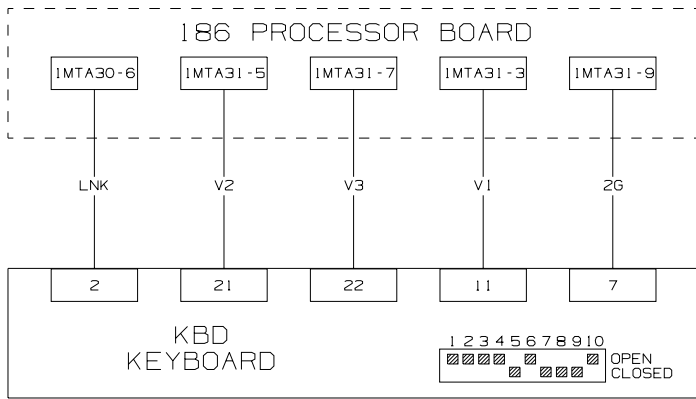 186 PROCESSOR BOARD
1MTA30-6 1MTA31-5 1MTA31-7 1MTA31-3 1MTA31-9
LNK V2 V3 V1 2G
2 21 22 11 7
KBD
KEYBOARD
1 2 3 4 5 6 7 8 9 10
OPEN
CLOSED